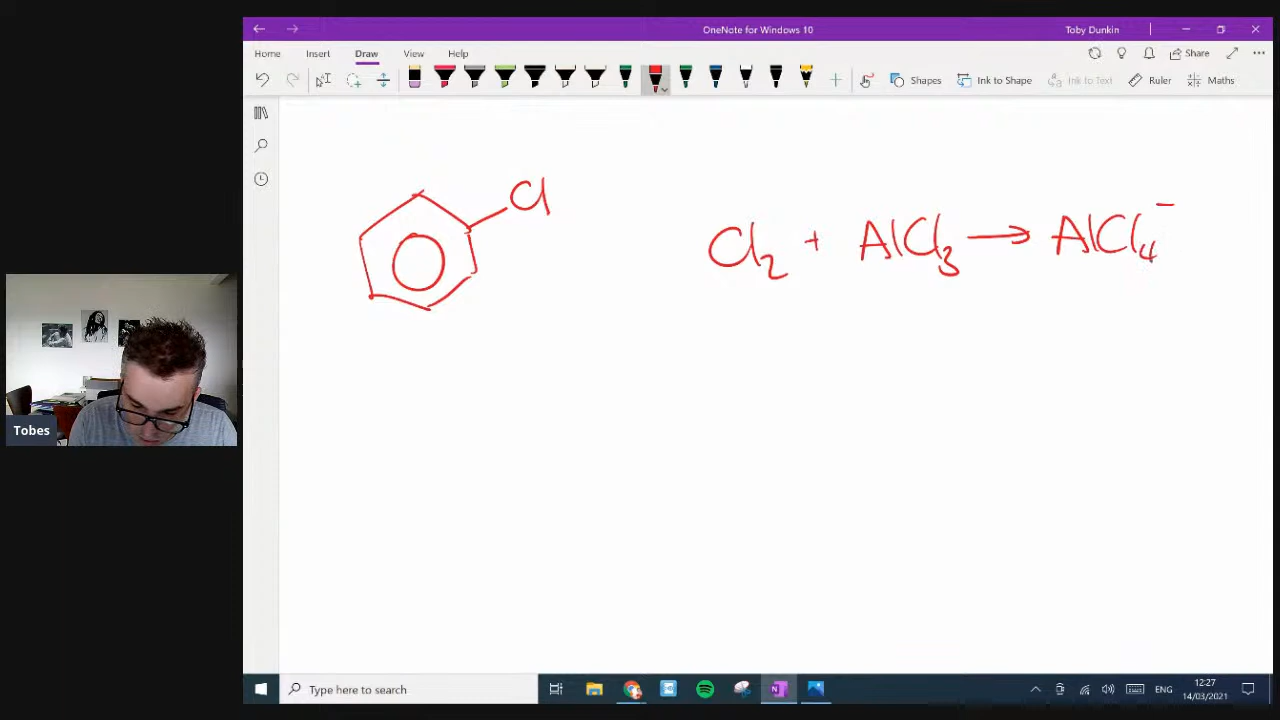 OneNote for Windows 10
Toby Dunkin
Home Insert Draw View Help
Share
Shapes Ink to Shape Ink to Text Ruler Maths
Cl
Cl2 + AlCl3 → AlCl4-
Tobes
Type here to search
ENG
12:27
14/03/2021